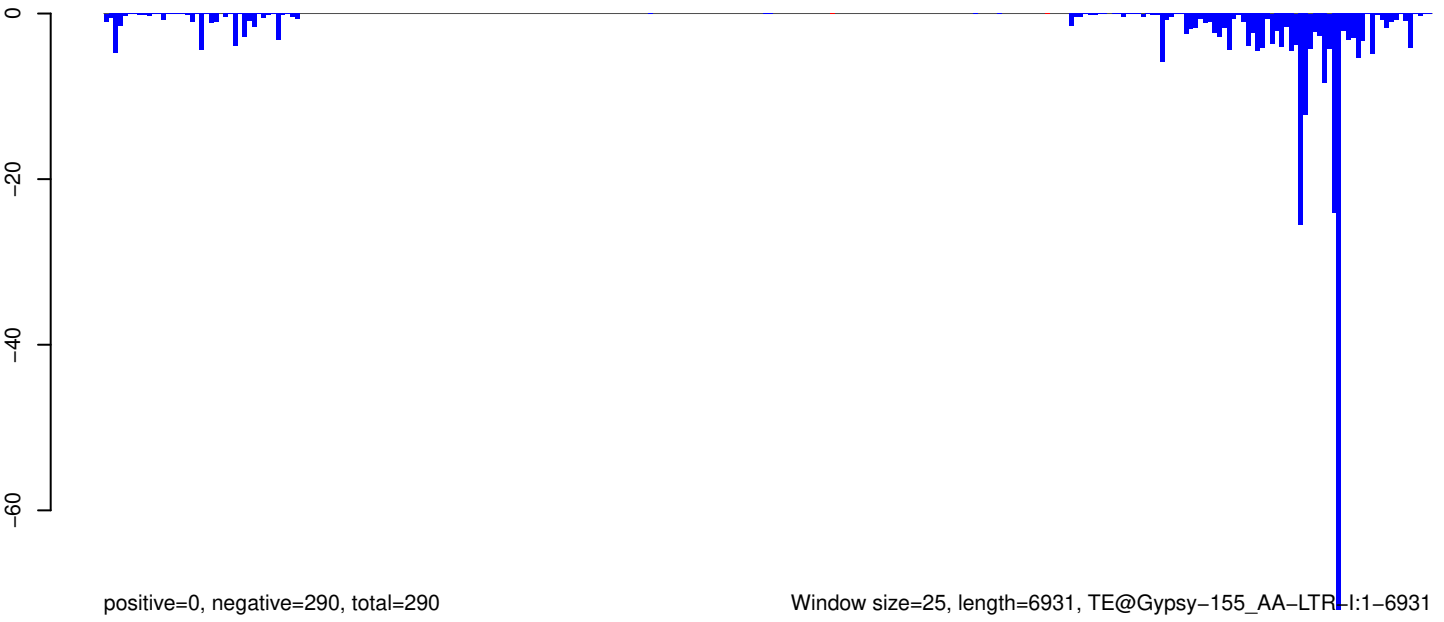 0
−20
−40
−60
positive=0, negative=290, total=290
Window size=25, length=6931, TE@Gypsy−155_AA−LTR−I:1−6931